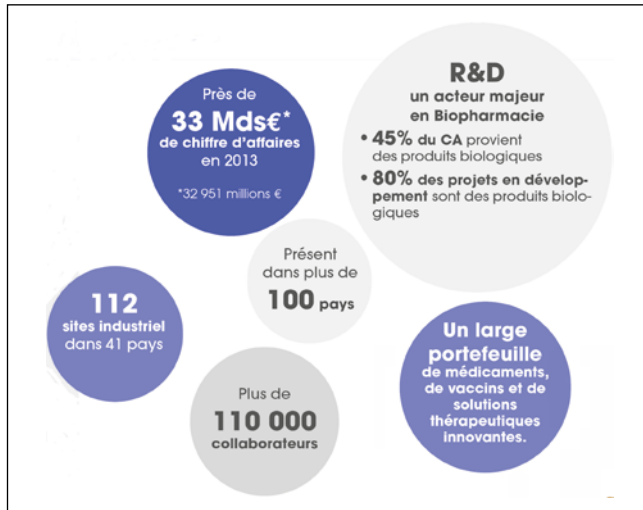 Près de
33 Mds€*
de chiffre d'affaires
en 2013
*32 951 millions €
R&D
un acteur majeur
en Biopharmacie
• 45% du CA provient
des produits biologiques
• 80% des projets en dévelop-
pement sont des produits biolo-
giques
Présent
dans plus de
100 pays
112
sites industriel
dans 41 pays
Un large
portefeuille
de médicaments,
de vaccins et de
solutions
thérapeutiques
innovantes.
Plus de
110 000
collaborateurs